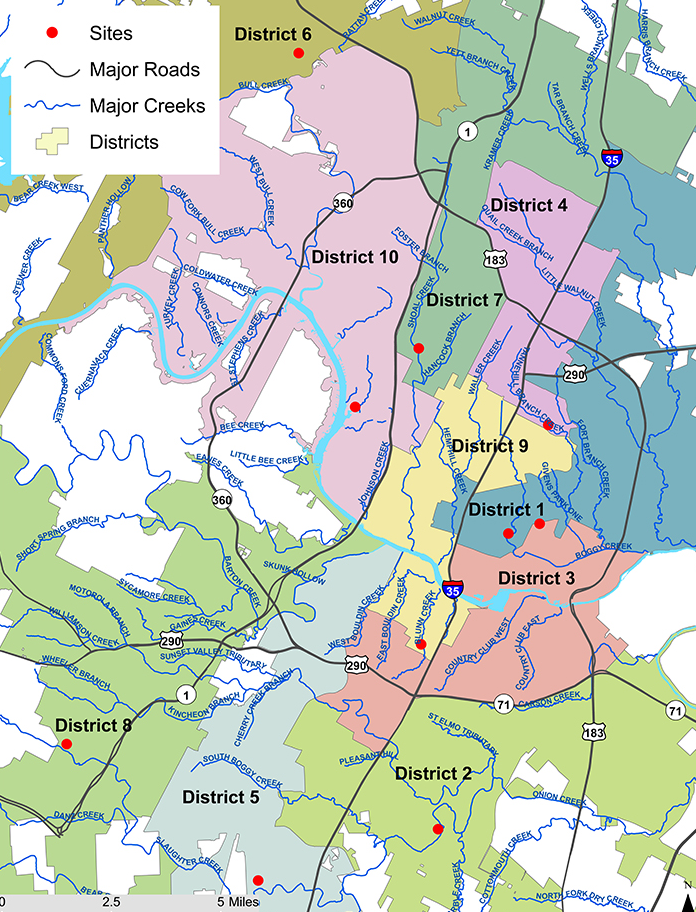 Sites
Major Roads
Major Creeks
Districts
District 6
RATTAN CREEK
WALNUT CREEK
YETT BRANCH CREEK
WELLS BRANCH CREEK
HARRIS BRANCH CREEK
BULL CREEK
TAR BRANCH CREEK
1
KRAMER CREEK
35
BEAR CREEK WEST
PANTHER HOLLOW
WEST BULL CREEK
COW FORK BULL CREEK
360
District 4
QUAIL CREEK BRANCH
STEINER CREEK
FOSTER BRANCH
District 10
183
COLDWATER CREEK
TURKEY CREEK
CONNORS CREEK
LITTLE WALNUT CREEK
SHOAL CREEK
District 7
ST STEPHENS CREEK
HANCOCK BRANCH
COMMONS FORD CREEK
CUERNAVACA CREEK
WALLER CREEK
TANNEHILL BRANCH CREEK
290
BEE CREEK
FORT BRANCH CREEK
HEMPHILL CREEK
District 9
LITTLE BEE CREEK
EANES CREEK
JOHNSON CREEK
GIVENS PARK ONE
360
District 1
SHORT SPRING BRANCH
BOGGY CREEK
SKUNK HOLLOW
BARTON CREEK
District 3
35
SYCAMORE CREEK
MOTOROLA BRANCH
WILLIAMSON CREEK
GAINES CREEK
WEST BOULDIN CREEK
EAST BOULDIN CREEK
BLUNN CREEK
290
SUNSET VALLEY TRIBUTARY
COUNTRY CLUB WEST
COUNTRY CLUB EAST
WHEELER BRANCH
290
1
KINCHEON BRANCH
CHERRY CREEK BRANCH
71
CARSON CREEK
71
District 8
ST ELMO TRIBUTARY
183
PLEASANT HILL
SOUTH BOGGY CREEK
District 2
District 5
ONION CREEK
DANZ CREEK
SLAUGHTER CREEK
COTTONMOUTH CREEK
NORTH FORK DRY CREEK
0
2.5
5 Miles
N